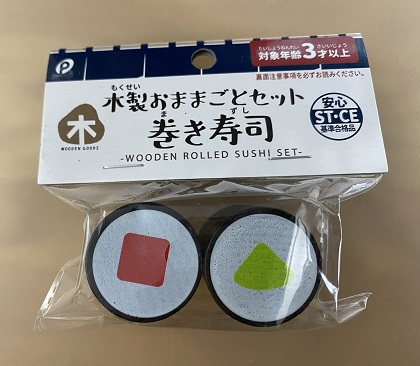 P
たいしょうねんれい さいいじょう
対象年齢3才以上
裏面注意事項を必ずお読みください。
もくせい
木製おままごとセット
ま ずし
巻き寿司
-WOODEN ROLLED SUSHI SET-
木
WOODEN GOODS
安心
ST・CE
基準合格品